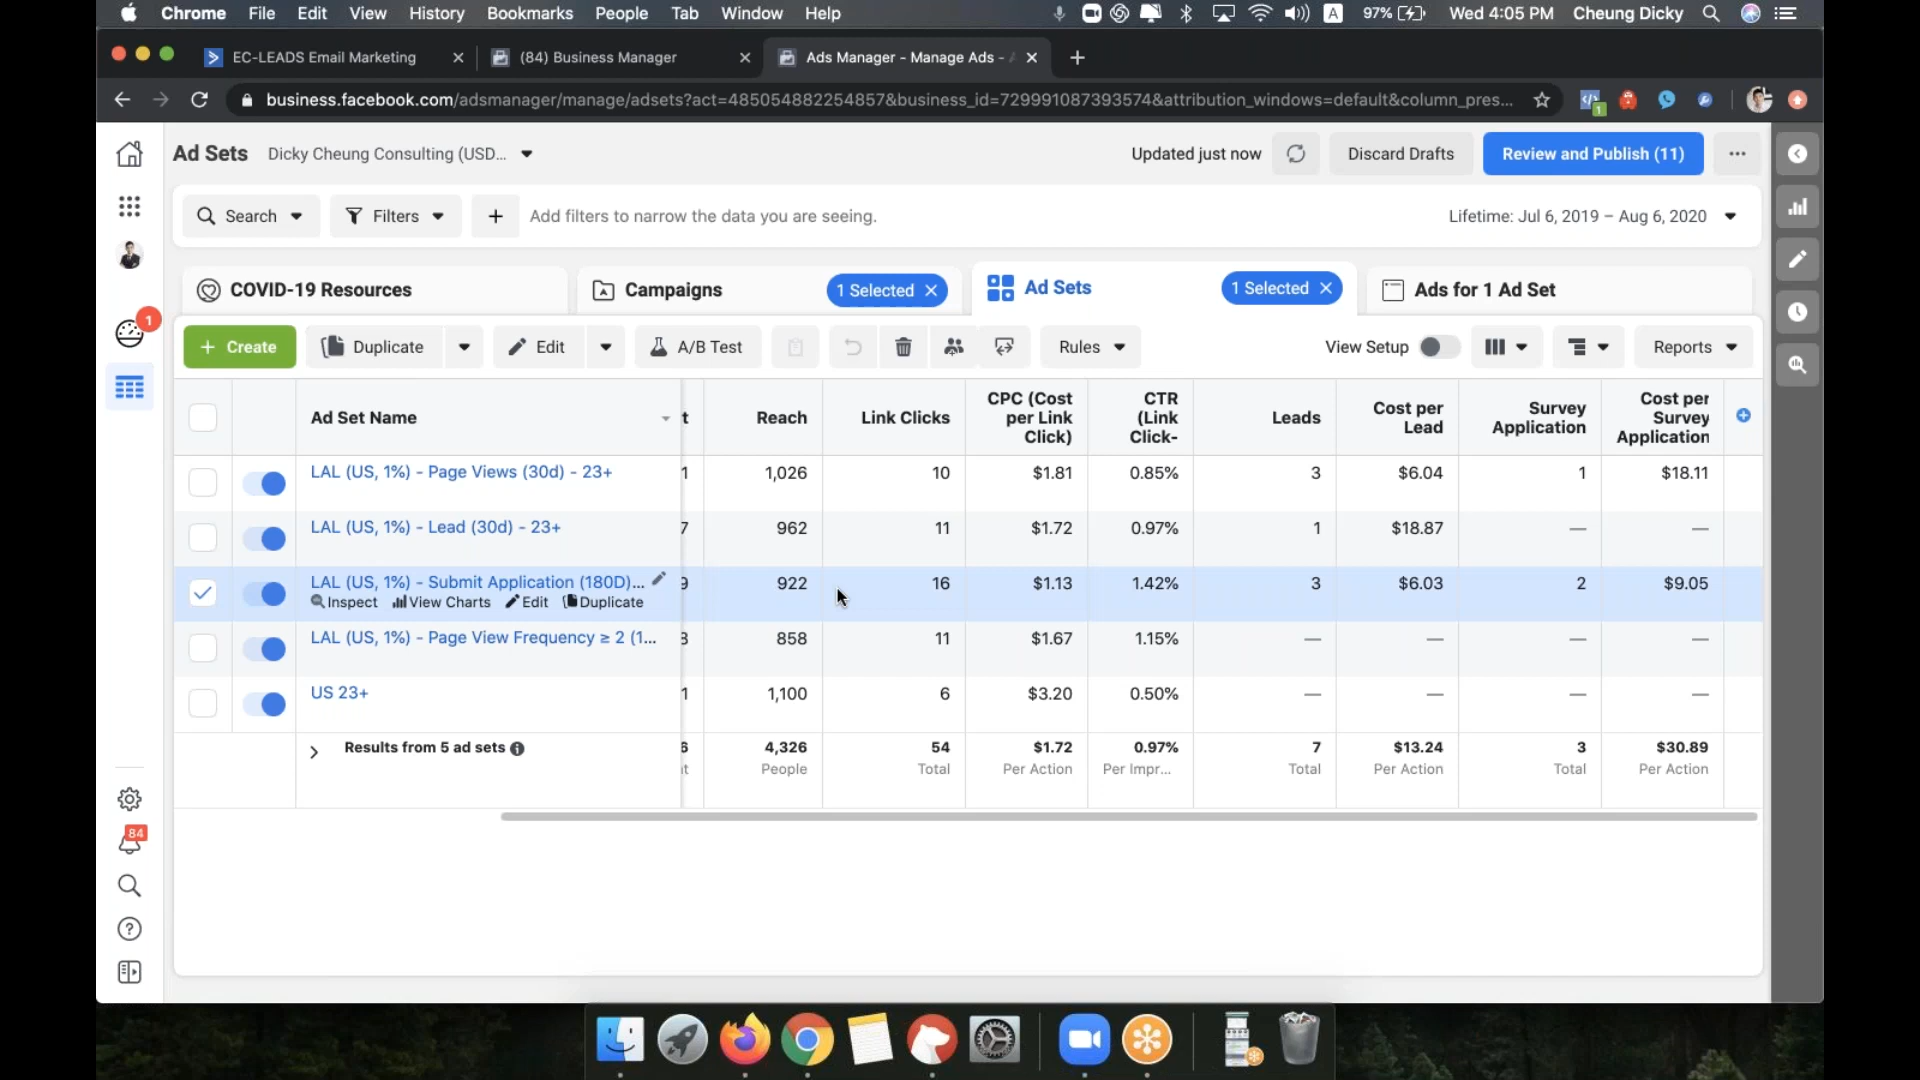 Chrome File Edit View History Bookmarks People Tab Window Help A 97% Wed 4:05 PM Cheung Dicky
EC-LEADS Email Marketing (84) Business Manager Ads Manager - Manage Ads -
business.facebook.com/adsmanager/manage/adsets?act=485054882254857&business_id=729991087393574&attribution_windows=default&column_pres... 1
Ad Sets Dicky Cheung Consulting (USD... Updated just now Discard Drafts Review and Publish (11)
Search Filters + Add filters to narrow the data you are seeing. Lifetime: Jul 6, 2019 – Aug 6, 2020
COVID-19 Resources Campaigns 1 Selected Ad Sets 1 Selected Ads for 1 Ad Set
1
+ Create Duplicate Edit A/B Test Rules View Setup Reports
Ad Set Name t Reach Link Clicks CPC (Cost per Link Click) CTR (Link Click- Leads Cost per Lead Survey Application Cost per Survey Application
LAL (US, 1%) - Page Views (30d) - 23+ 1 1,026 10 $1.81 0.85% 3 $6.04 1 $18.11
LAL (US, 1%) - Lead (30d) - 23+ 7 962 11 $1.72 0.97% 1 $18.87 — —
LAL (US, 1%) - Submit Application (180D)... 9 922 16 $1.13 1.42% 3 $6.03 2 $9.05
Inspect View Charts Edit Duplicate
LAL (US, 1%) - Page View Frequency ≥ 2 (1... 8 858 11 $1.67 1.15% — — — —
US 23+ 1 1,100 6 $3.20 0.50% — — — —
Results from 5 ad sets 6 4,326 54 $1.72 0.97% 7 $13.24 3 $30.89
People Total Per Action Per Impr... Total Per Action Total Per Action
84